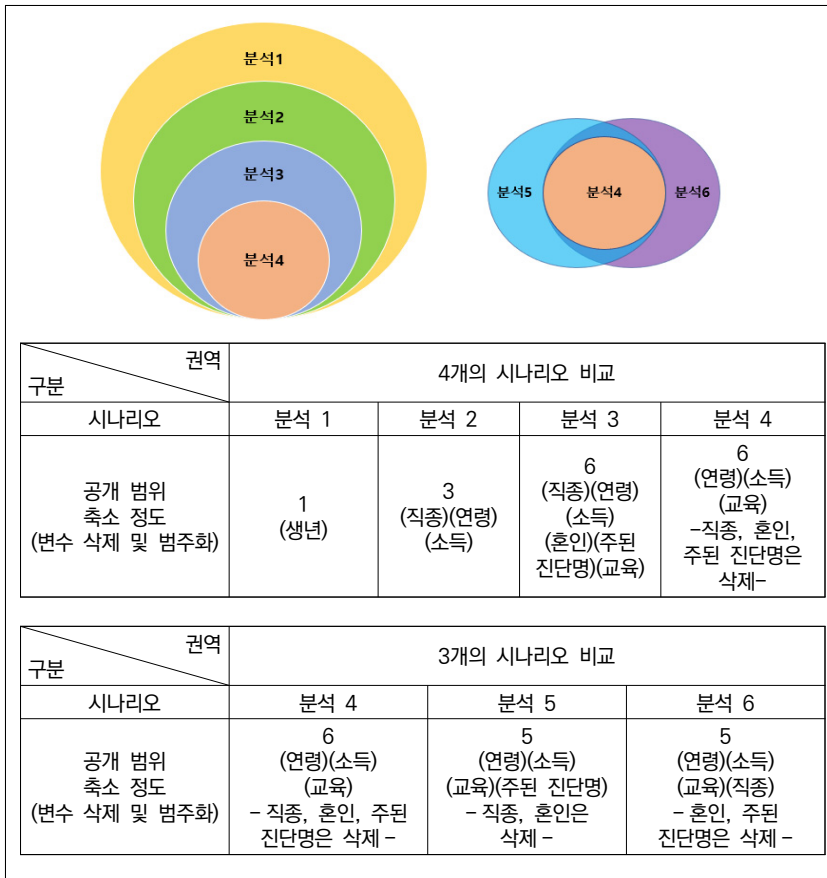 분석1
분석2
분석3
분석4
분석5
분석4
분석6
권역
구분
4개의 시나리오 비교
시나리오
분석 1
분석 2
분석 3
분석 4
공개 범위
축소 정도
(변수 삭제 및 범주화)
1
(생년)
3
(직종)(연령)
(소득)
6
(직종)(연령)
(소득)
(혼인)(주된
진단명)(교육)
6
(연령)(소득)
(교육)
-직종, 혼인,
주된 진단명은
삭제-
권역
구분
3개의 시나리오 비교
시나리오
분석 4
분석 5
분석 6
공개 범위
축소 정도
(변수 삭제 및 범주화)
6
(연령)(소득)
(교육)
- 직종, 혼인, 주된
진단명은 삭제 -
5
(연령)(소득)
(교육)(주된 진단명)
- 직종, 혼인은
삭제 -
5
(연령)(소득)
(교육)(직종)
- 혼인, 주된
진단명은 삭제 -